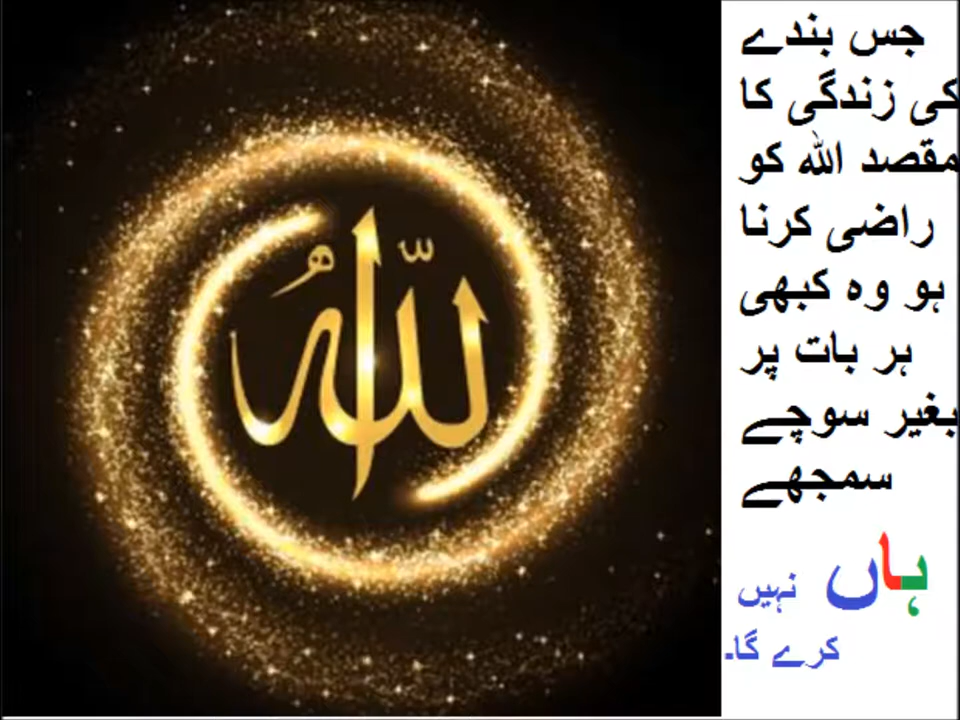 اللهُ
جس بندے
کی زندگی کا
مقصد اللہ کو
راضی کرنا
ہو وہ کبھی
ہر بات پر
بغیر سوچے
سمجھے
ہاں نہیں
کرے گا۔